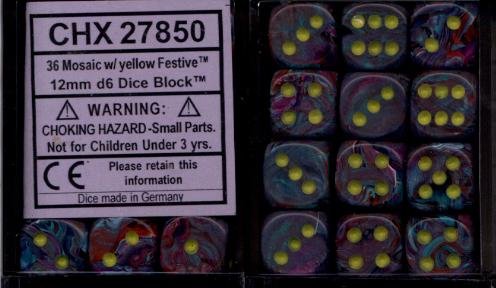 CHX 27850
36 Mosaic w/ yellow Festive™
12mm d6 Dice Block™
⚠ WARNING: ⚠
CHOKING HAZARD -Small Parts.
Not for Children Under 3 yrs.
CE Please retain this
information
Dice made in Germany